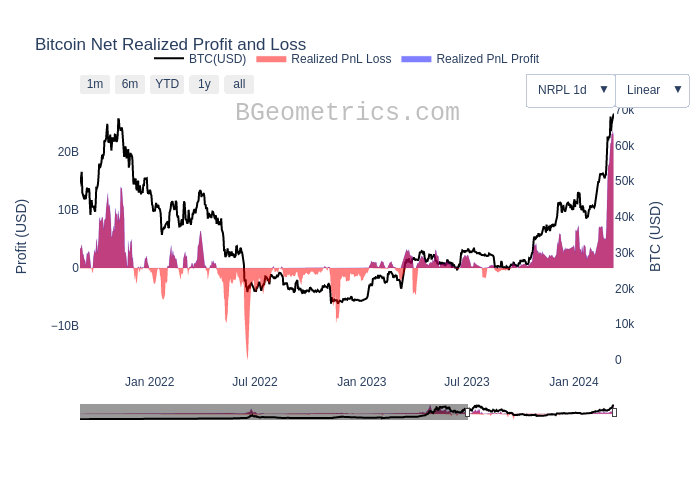 Bitcoin Net Realized Profit and Loss
BTC(USD) Realized PnL Loss Realized PnL Profit
1m 6m YTD 1y all
NRPL 1d ▼ Linear ▼
BGeometrics.com
70k
20B
60k
50k
10B
40k
Profit (USD)
BTC (USD)
30k
0
20k
−10B
10k
0
Jan 2022 Jul 2022 Jan 2023 Jul 2023 Jan 2024